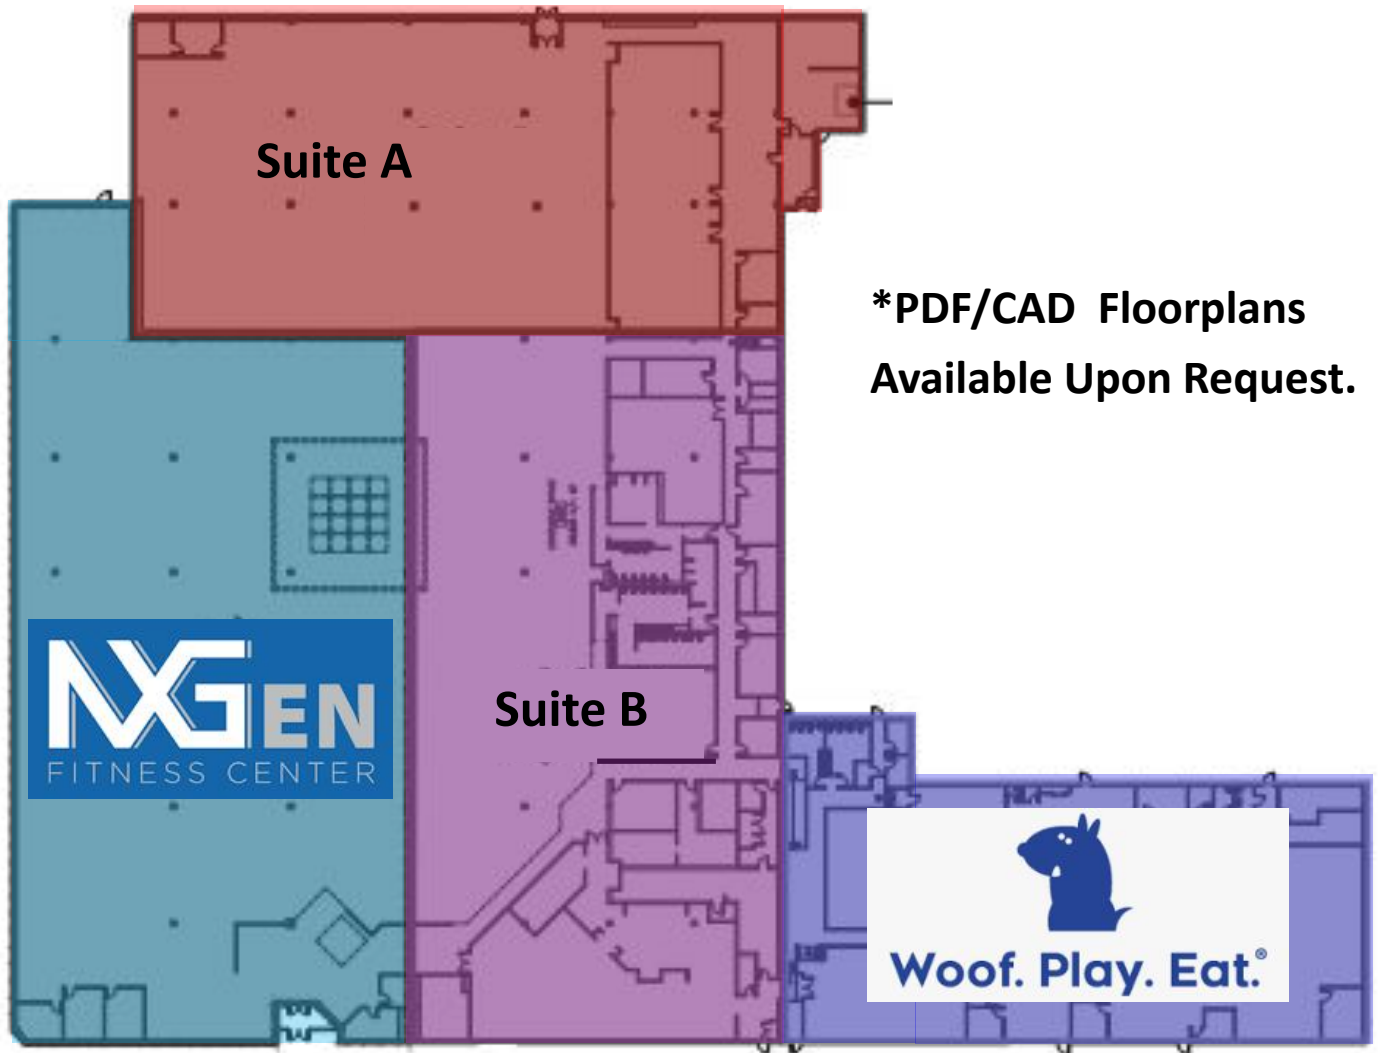 Suite A
*PDF/CAD Floorplans
Available Upon Request.
NXGEN
FITNESS CENTER
Suite B
Woof. Play. Eat.®